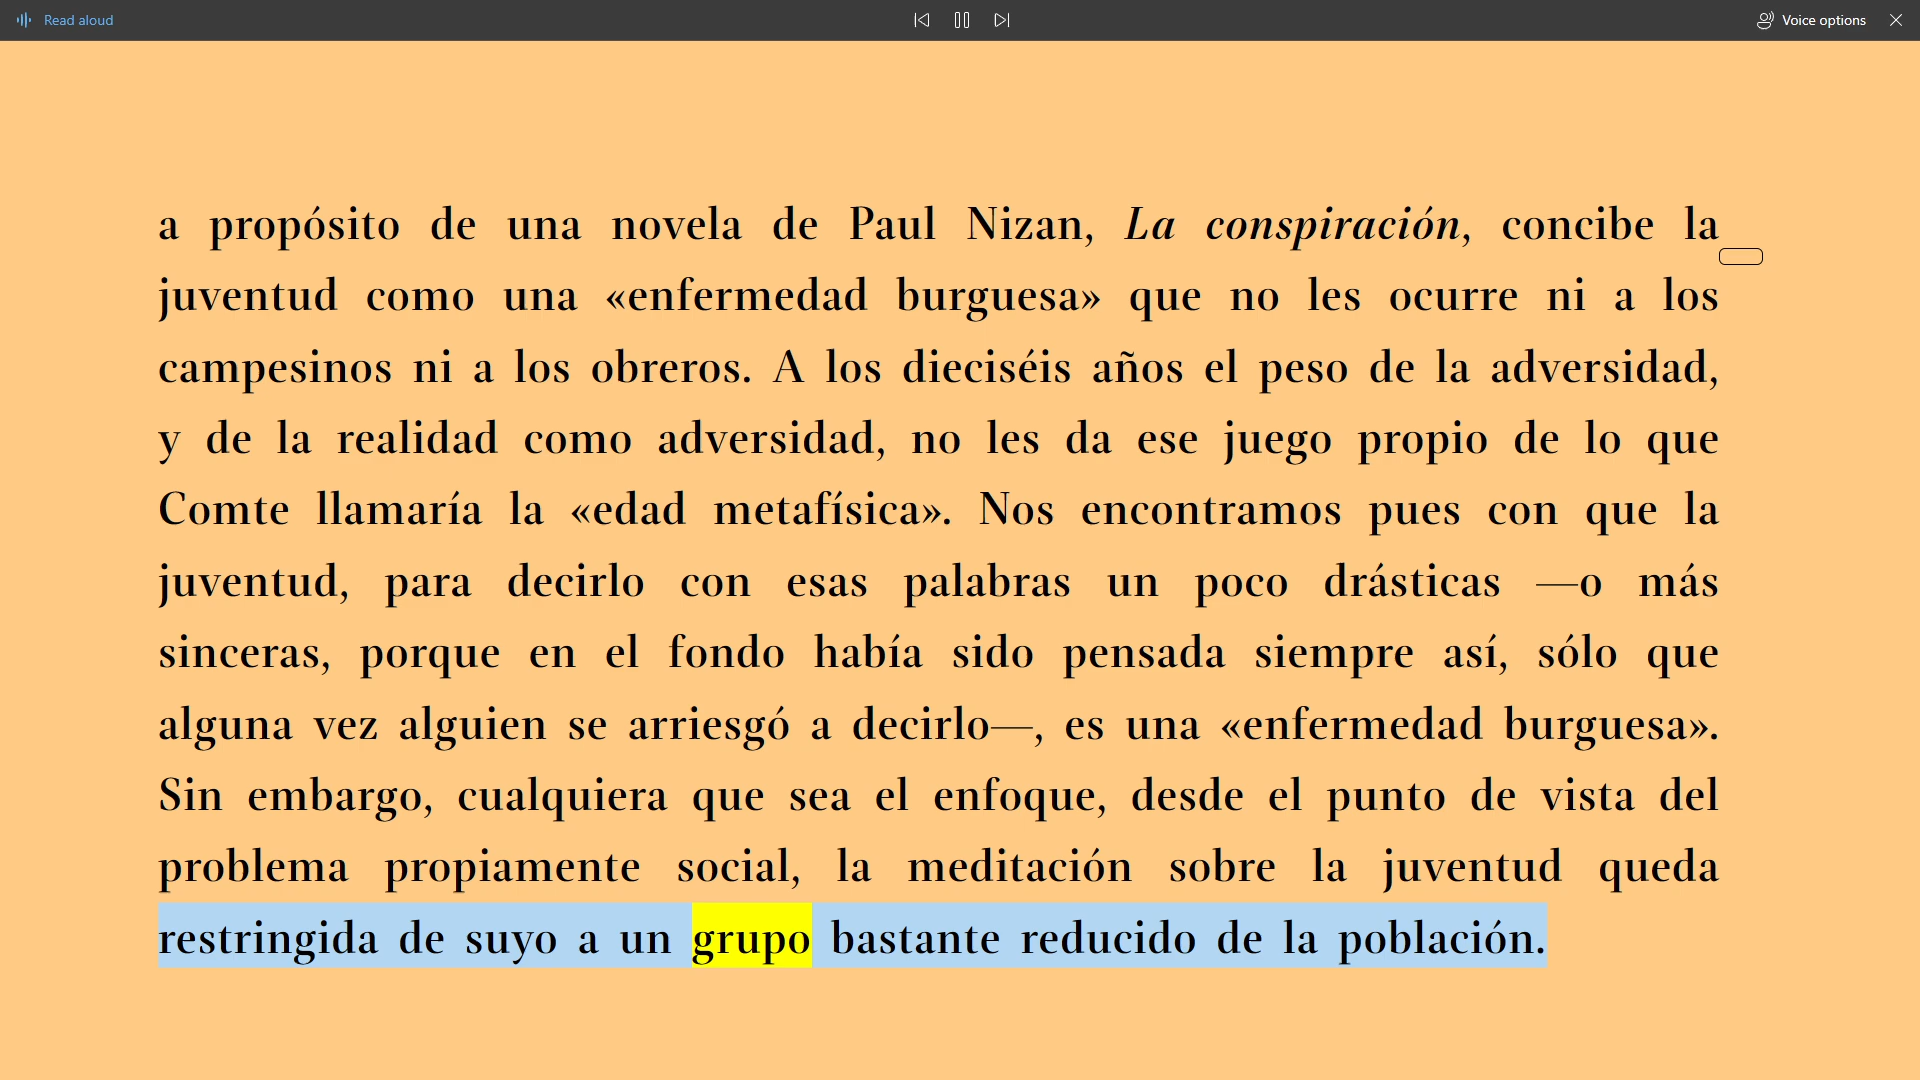 Read aloud
Voice options
a propósito de una novela de Paul Nizan, La conspiración, concibe la
juventud como una «enfermedad burguesa» que no les ocurre ni a los
campesinos ni a los obreros. A los dieciséis años el peso de la adversidad,
y de la realidad como adversidad, no les da ese juego propio de lo que
Comte llamaría la «edad metafísica». Nos encontramos pues con que la
juventud, para decirlo con esas palabras un poco drásticas —o más
sinceras, porque en el fondo había sido pensada siempre así, sólo que
alguna vez alguien se arriesgó a decirlo—, es una «enfermedad burguesa».
Sin embargo, cualquiera que sea el enfoque, desde el punto de vista del
problema propiamente social, la meditación sobre la juventud queda
restringida de suyo a un grupo bastante reducido de la población.